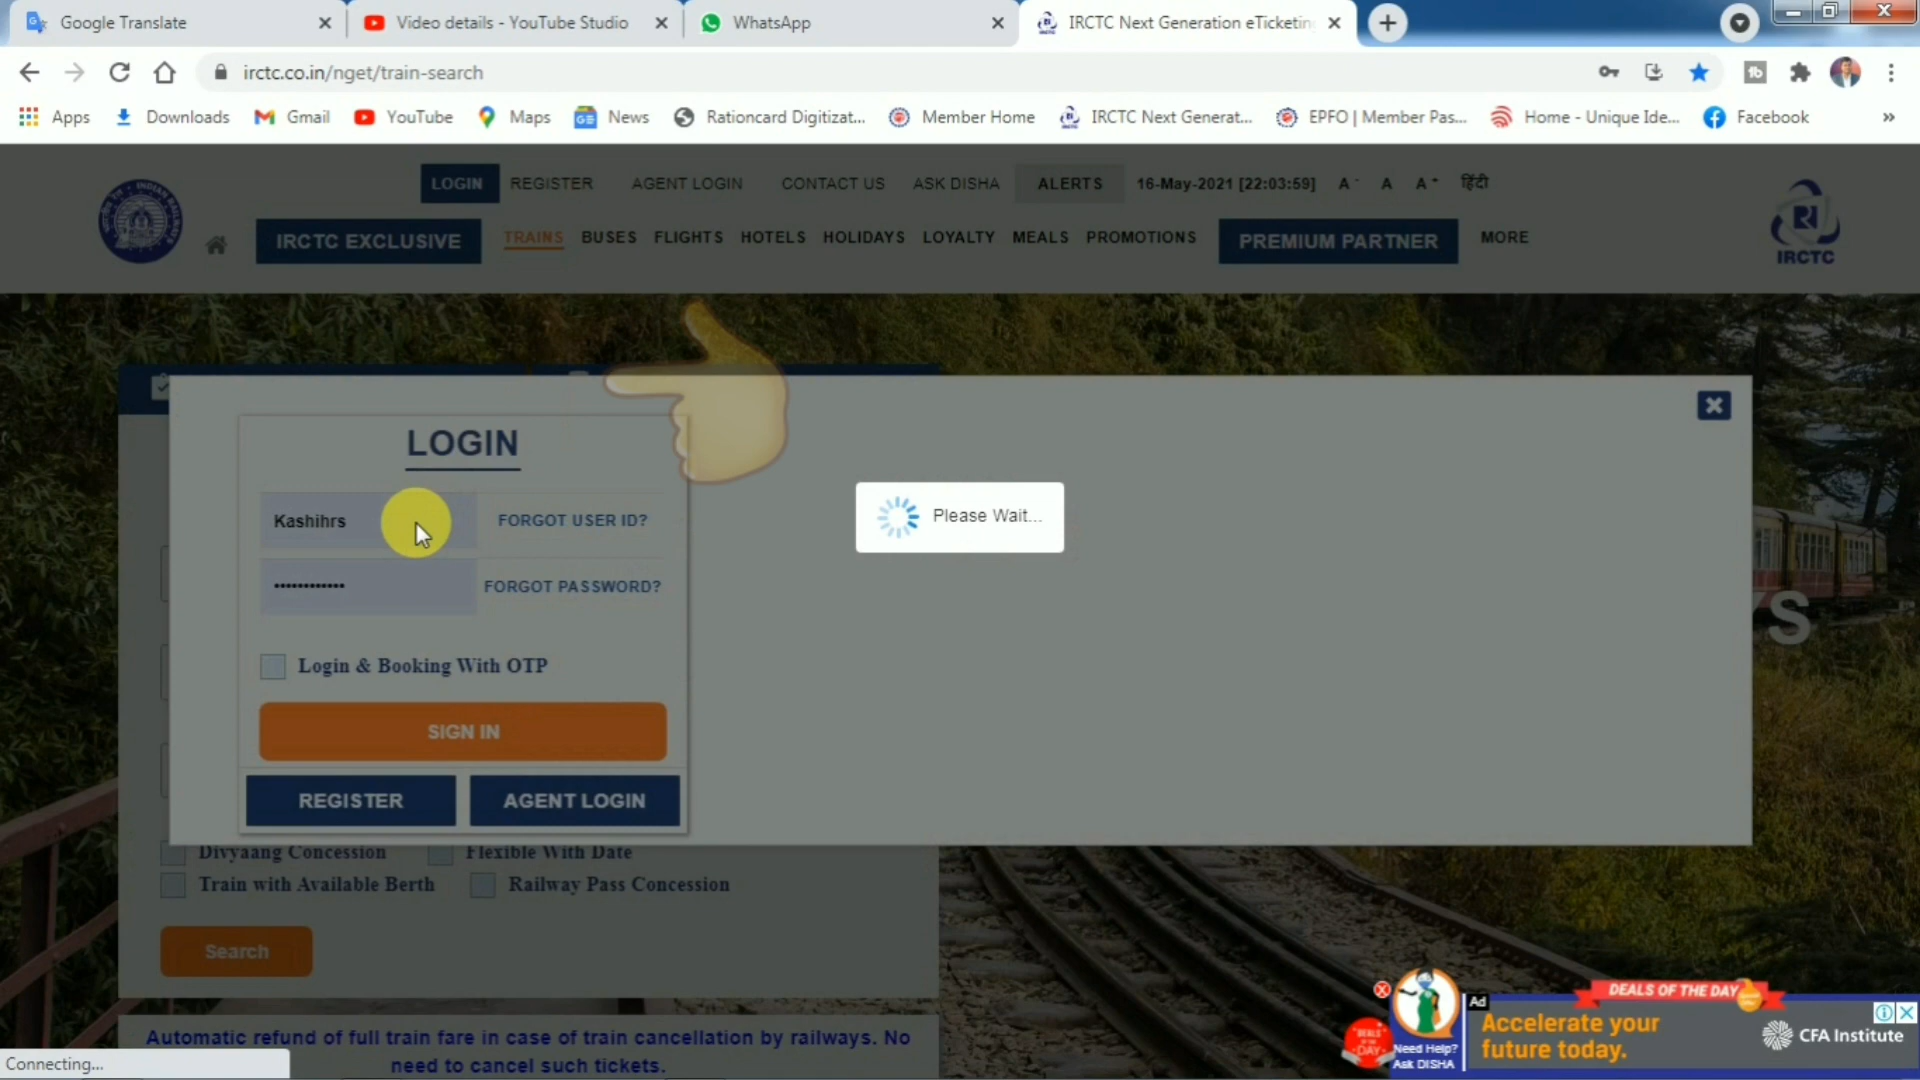 Google Translate
Video details - YouTube Studio
WhatsApp
IRCTC Next Generation eTicketin
irctc.co.in/nget/train-search
Apps
Downloads
Gmail
YouTube
Maps
News
Rationcard Digitizat...
Member Home
IRCTC Next Generat...
EPFO | Member Pas...
Home - Unique Ide...
Facebook
»
LOGIN REGISTER AGENT LOGIN CONTACT US ASK DISHA ALERTS 16-May-2021 [22:03:59] A- A A+ हिंदी
IRCTC EXCLUSIVE TRAINS BUSES FLIGHTS HOTELS HOLIDAYS LOYALTY MEALS PROMOTIONS PREMIUM PARTNER MORE
IRCTC
LOGIN
Kashihrs
FORGOT USER ID?
••••••••••••
FORGOT PASSWORD?
Please Wait...
Login & Booking With OTP
SIGN IN
REGISTER
AGENT LOGIN
Divyaang Concession
Flexible With Date
Train with Available Berth
Railway Pass Concession
Search
Automatic refund of full train fare in case of train cancellation by railways. No
need to cancel such tickets.
Connecting...
Need Help?
Ask DISHA
DEALS OF THE DAY
Ad
Accelerate your
future today.
CFA Institute